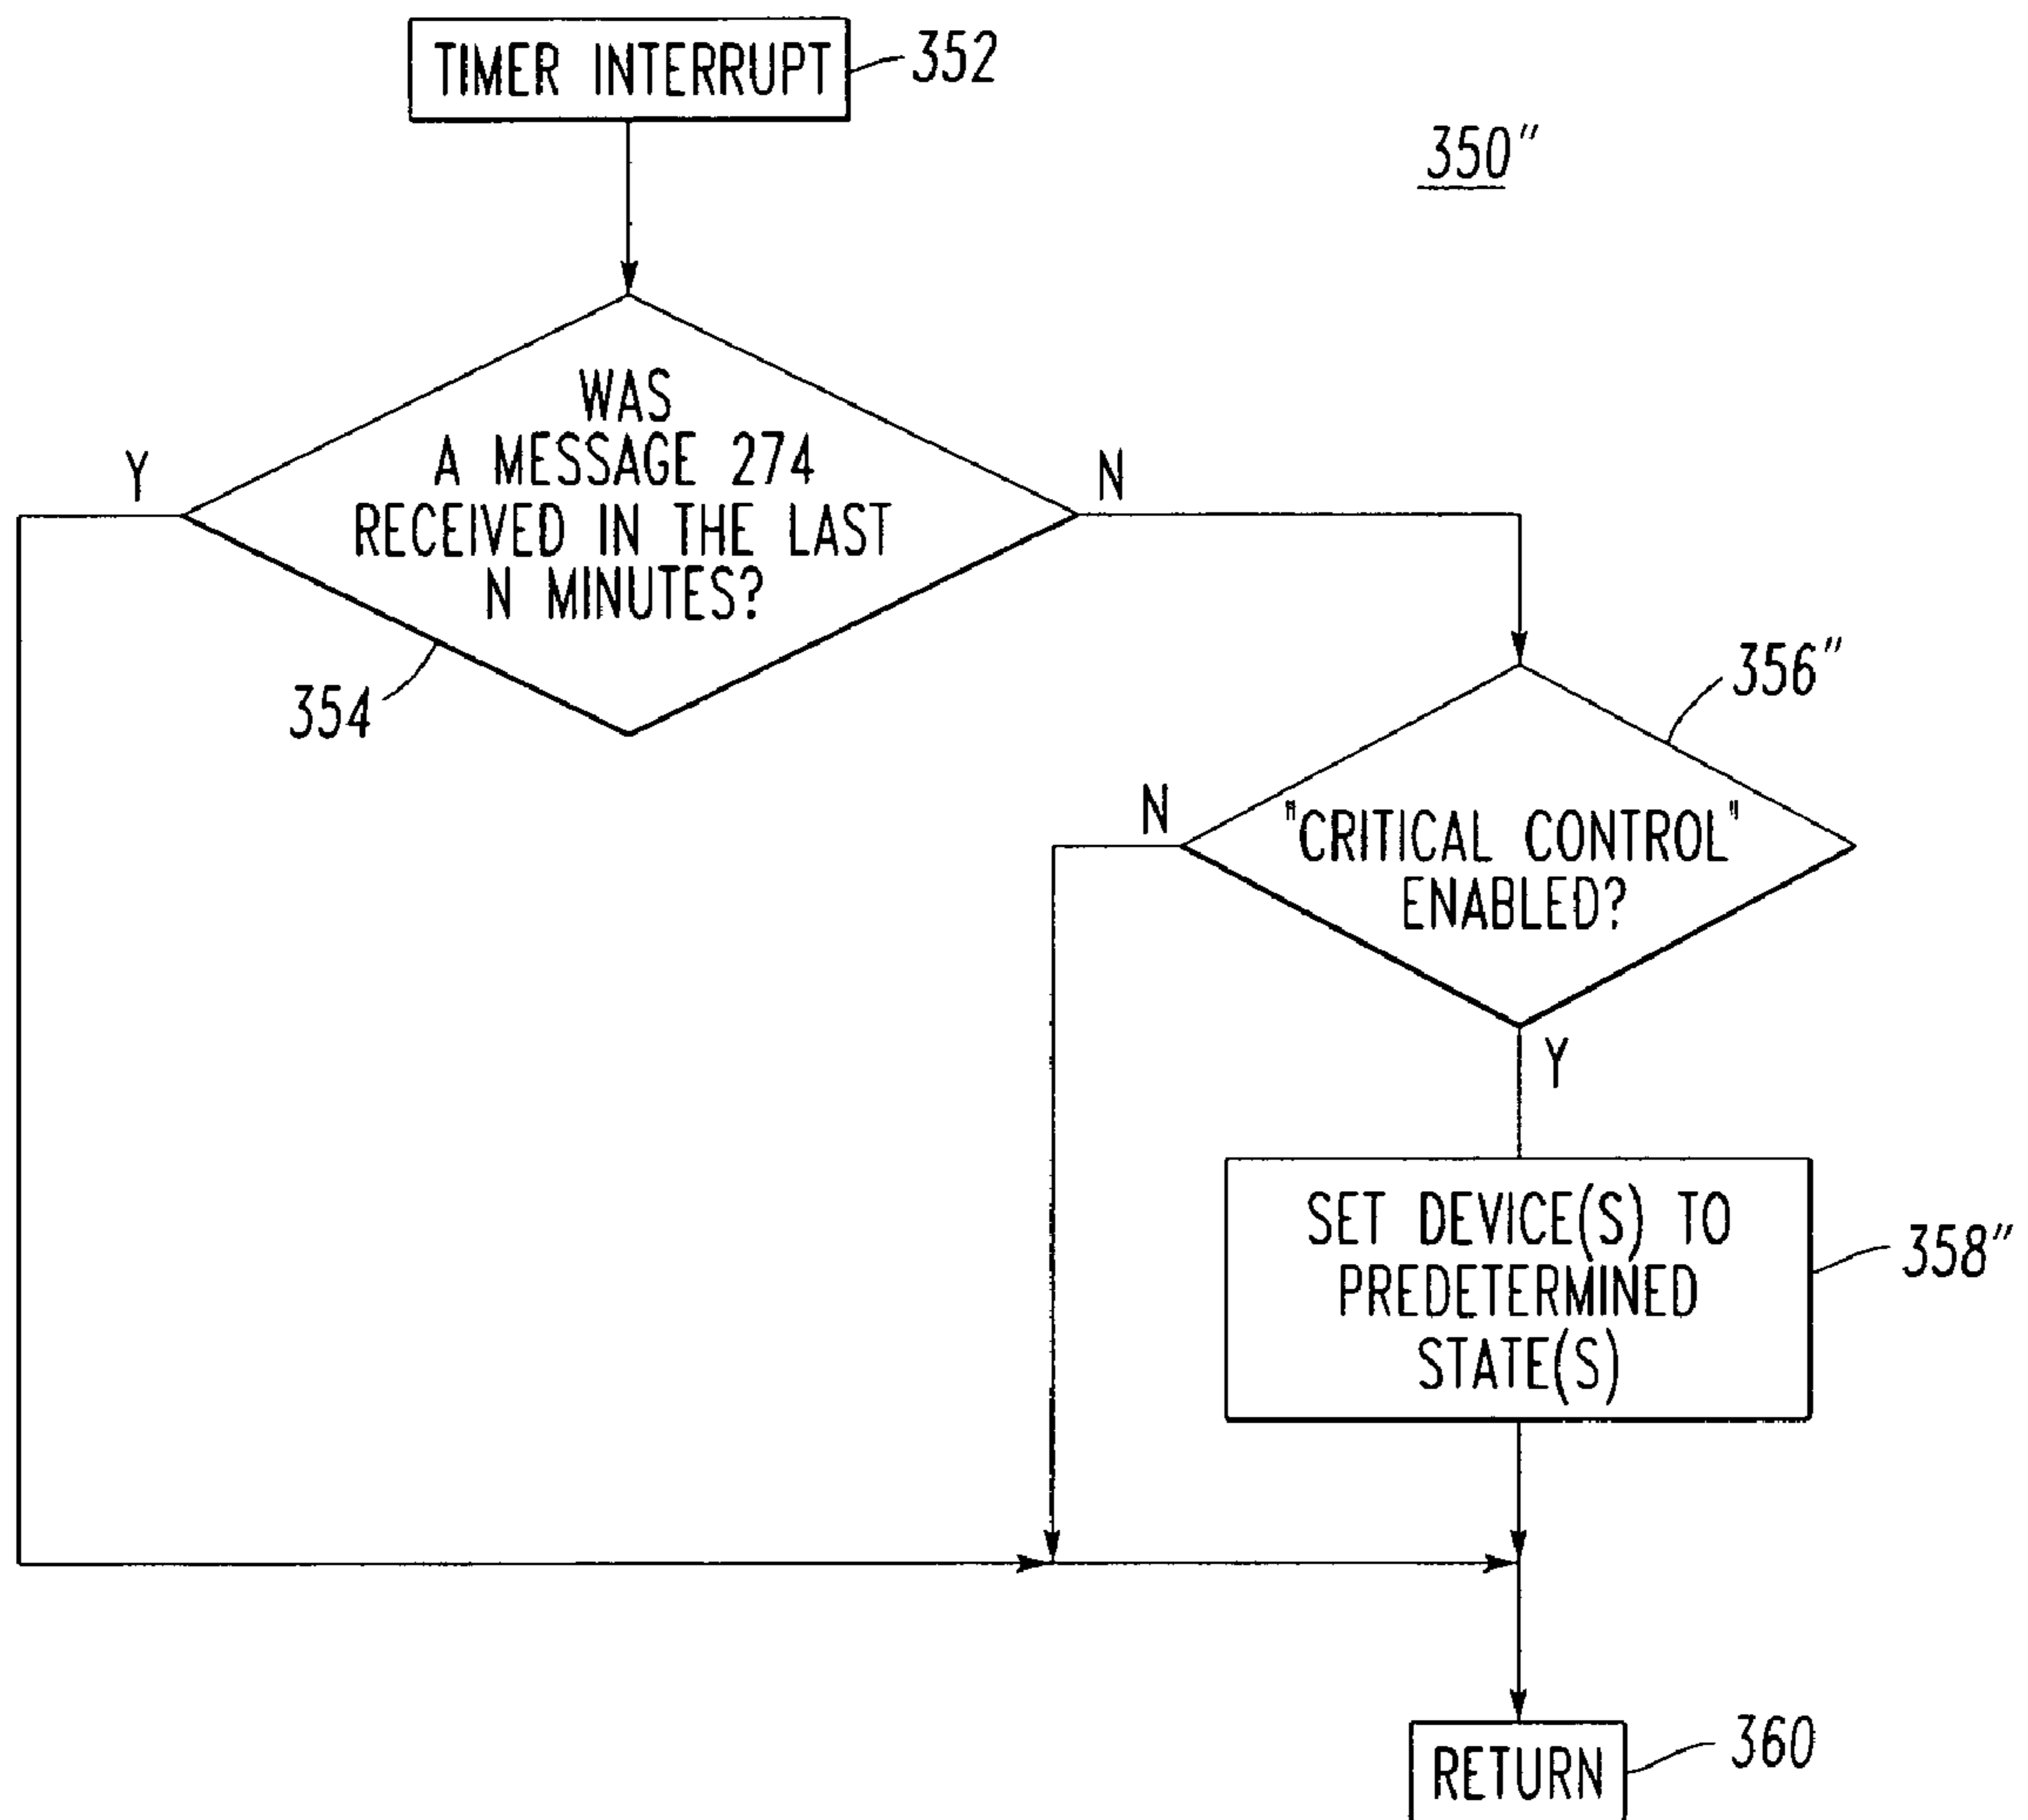 TIMER INTERRUPT
352
350"
WAS
A MESSAGE 274
RECEIVED IN THE LAST
N MINUTES?
Y
N
354
356"
"CRITICAL CONTROL"
ENABLED?
N
Y
SET DEVICE(S) TO
PREDETERMINED
STATE(S)
358"
RETURN
360